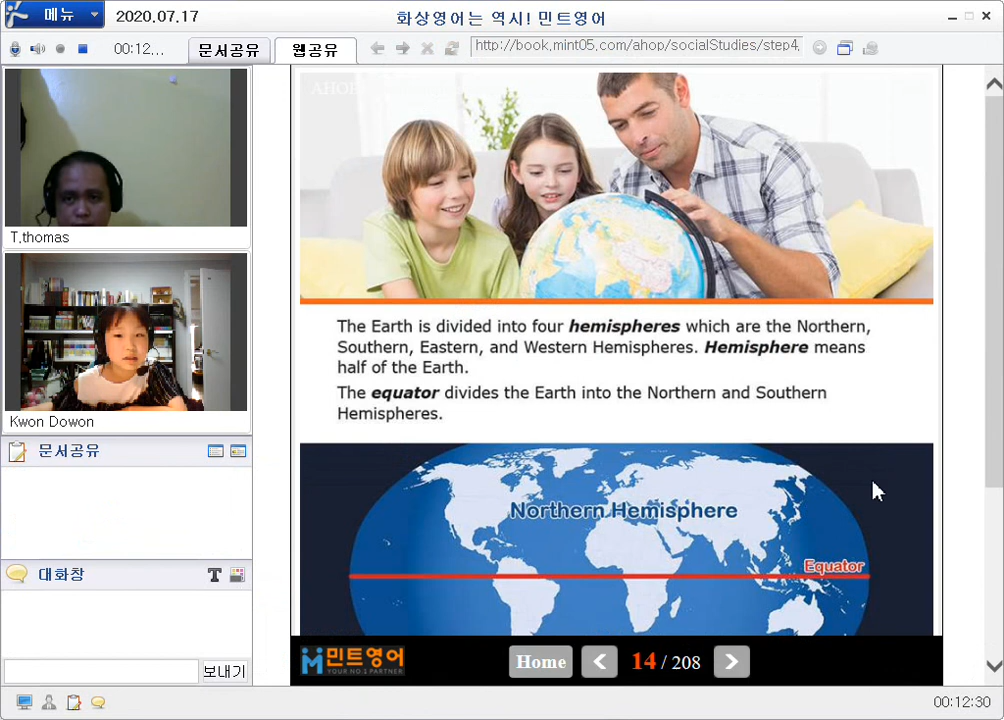 메뉴
2020.07.17
화상영어는 역시! 민트영어
00:12...
문서공유
웹공유
http://book.mint05.com/ahop/socialStudies/step4,
AHOP
T.thomas
Kwon Dowon
문서공유
대화창
T
보내기
The Earth is divided into four hemispheres which are the Northern,
Southern, Eastern, and Western Hemispheres. Hemisphere means
half of the Earth.
The equator divides the Earth into the Northern and Southern
Hemispheres.
Northern Hemisphere
Equator
민트영어
YOUR NO.1 PARTNER
Home
14 / 208
00:12:30